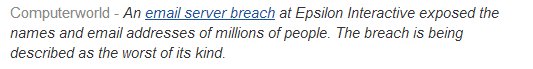 Computerworld - An email server breach at Epsilon Interactive exposed the
names and email addresses of millions of people. The breach is being
described as the worst of its kind.